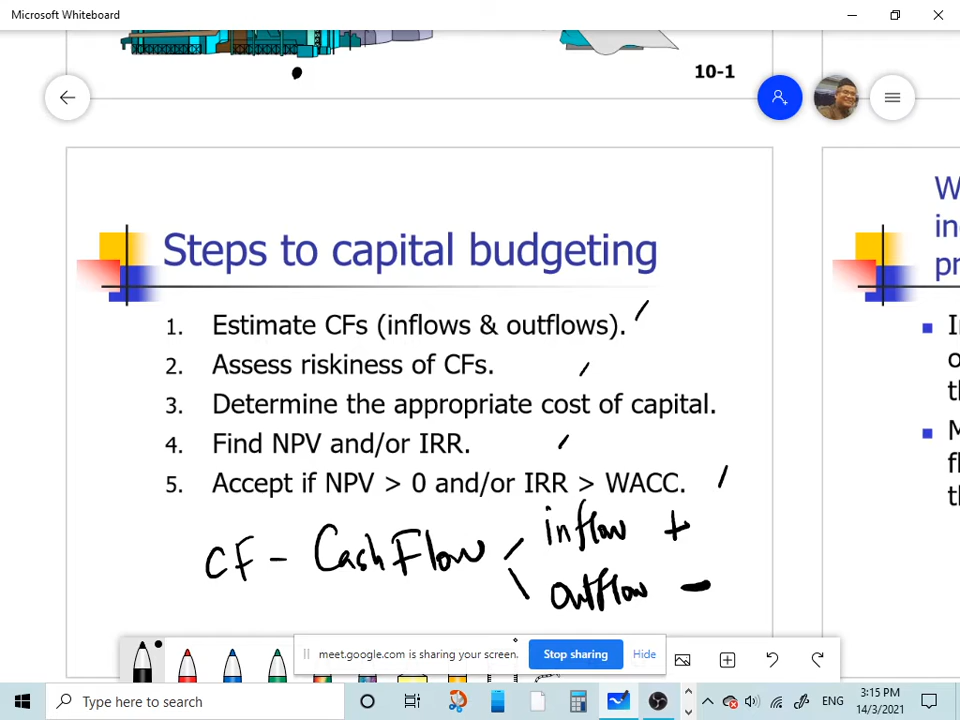 Microsoft Whiteboard
10-1
Steps to capital budgeting
1. Estimate CFs (inflows & outflows).
2. Assess riskiness of CFs.
3. Determine the appropriate cost of capital.
4. Find NPV and/or IRR.
5. Accept if NPV > 0 and/or IRR > WACC.
CF - CashFlow
inflow +
outflow -
meet.google.com is sharing your screen.
Stop sharing
Hide
Type here to search
ENG
3:15 PM
14/3/2021